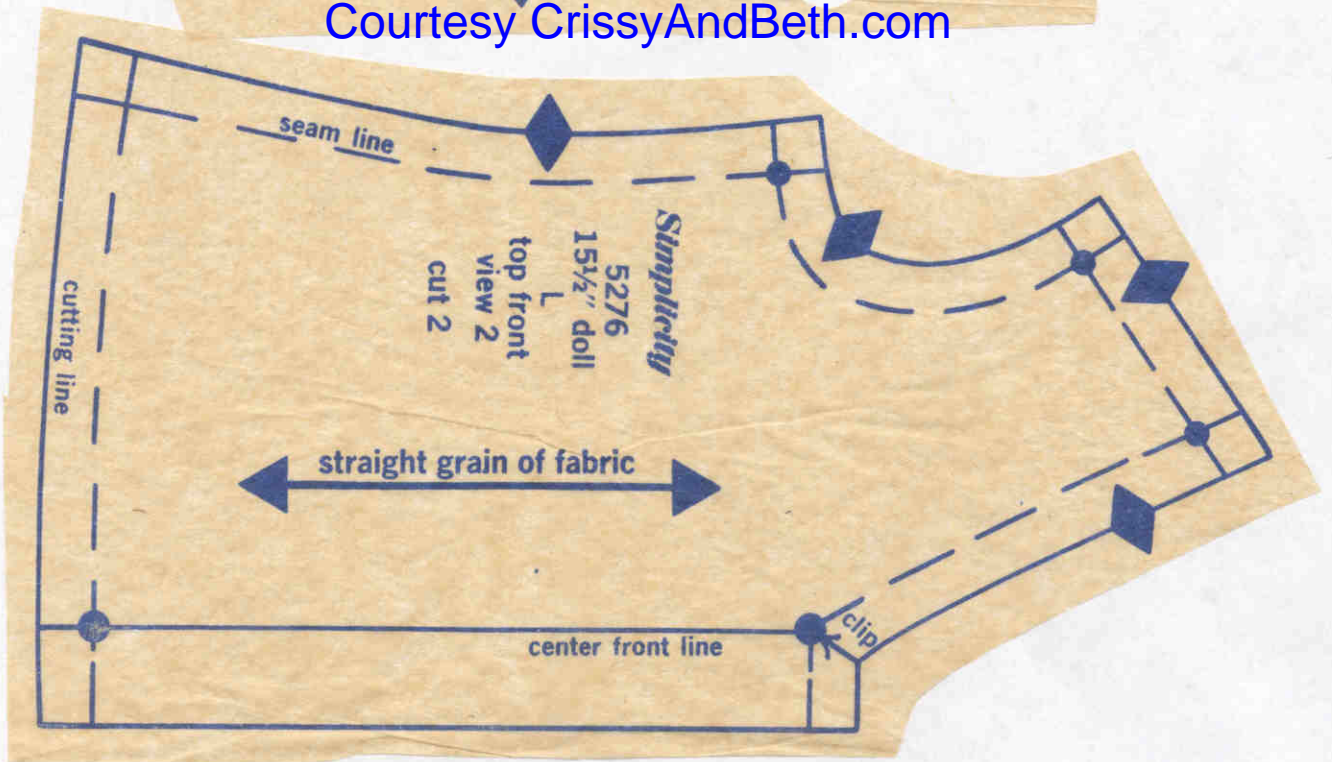 Courtesy CrissyAndBeth.com
seam line
Simplicity
5276
15½" doll
L
top front
view 2
cut 2
cutting line
straight grain of fabric
center front line
clip